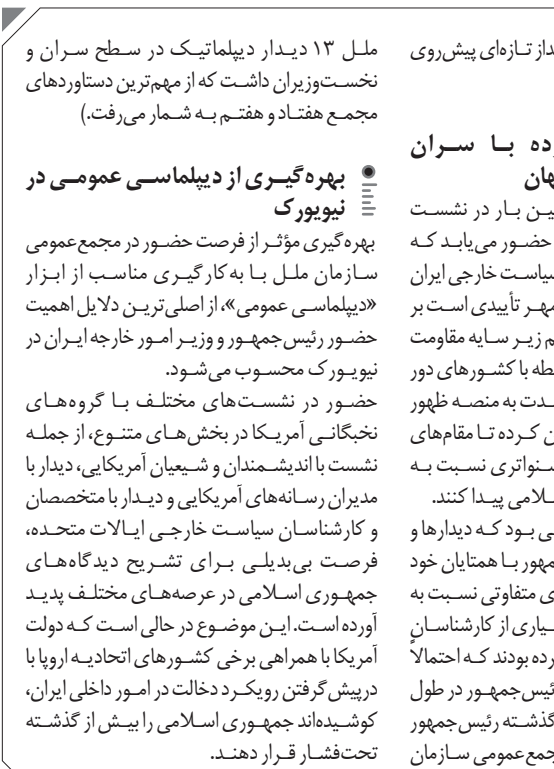 داز تازه‌ای پیش‌روی
ده با سران
هان
ین بار در نشست
حضور می‌یابد که
سیاست خارجی ایران
مهر تأییدی است بر
م زیر سایه مقاومت
طه با کشورهای دور
دت به منصه ظهور
ن کرده تا مقام‌های
نواتری نسبت به
لامی پیدا کنند.
ی بود که دیدارها و
مهور با همتایان خود
ی متفاوتی نسبت به
یاری از کارشناسان
رده بودند که احتمالاً
ئیس‌جمهور در طول
گذشته رئیس‌جمهور
جمع‌عمومی سازمان
ملل ۱۳ دیدار دیپلماتیک در سطح سران و
نخست‌وزیران داشت که از مهم‌ترین دستاوردهای
مجمع هفتاد و هفتم به شمار می‌رفت.)
بهره‌گیری از دیپلماسی عمومی در
نیویورک
بهره‌گیری مؤثر از فرصت حضور در مجمع‌عمومی
سازمان ملل با به‌کارگیری مناسب از ابزار
«دیپلماسی عمومی»، از اصلی‌ترین دلایل اهمیت
حضور رئیس‌جمهور و وزیر امور خارجه ایران در
نیویورک محسوب می‌شود.
حضور در نشست‌های مختلف با گروه‌های
نخبگانی آمریکا در بخش‌های متنوع، از جمله
نشست با اندیشمندان و شیعیان آمریکایی، دیدار با
مدیران رسانه‌های آمریکایی و دیدار با متخصصان
و کارشناسان سیاست خارجی ایالات متحده،
فرصت بی‌بدیلی برای تشریح دیدگاه‌های
جمهوری اسلامی در عرصه‌های مختلف پدید
آورده است. این موضوع در حالی است که دولت
آمریکا با همراهی برخی کشورهای اتحادیه اروپا با
درپیش گرفتن رویکرد دخالت در امور داخلی ایران،
کوشیده‌اند جمهوری اسلامی را بیش از گذشته
تحت‌فشار قرار دهند.